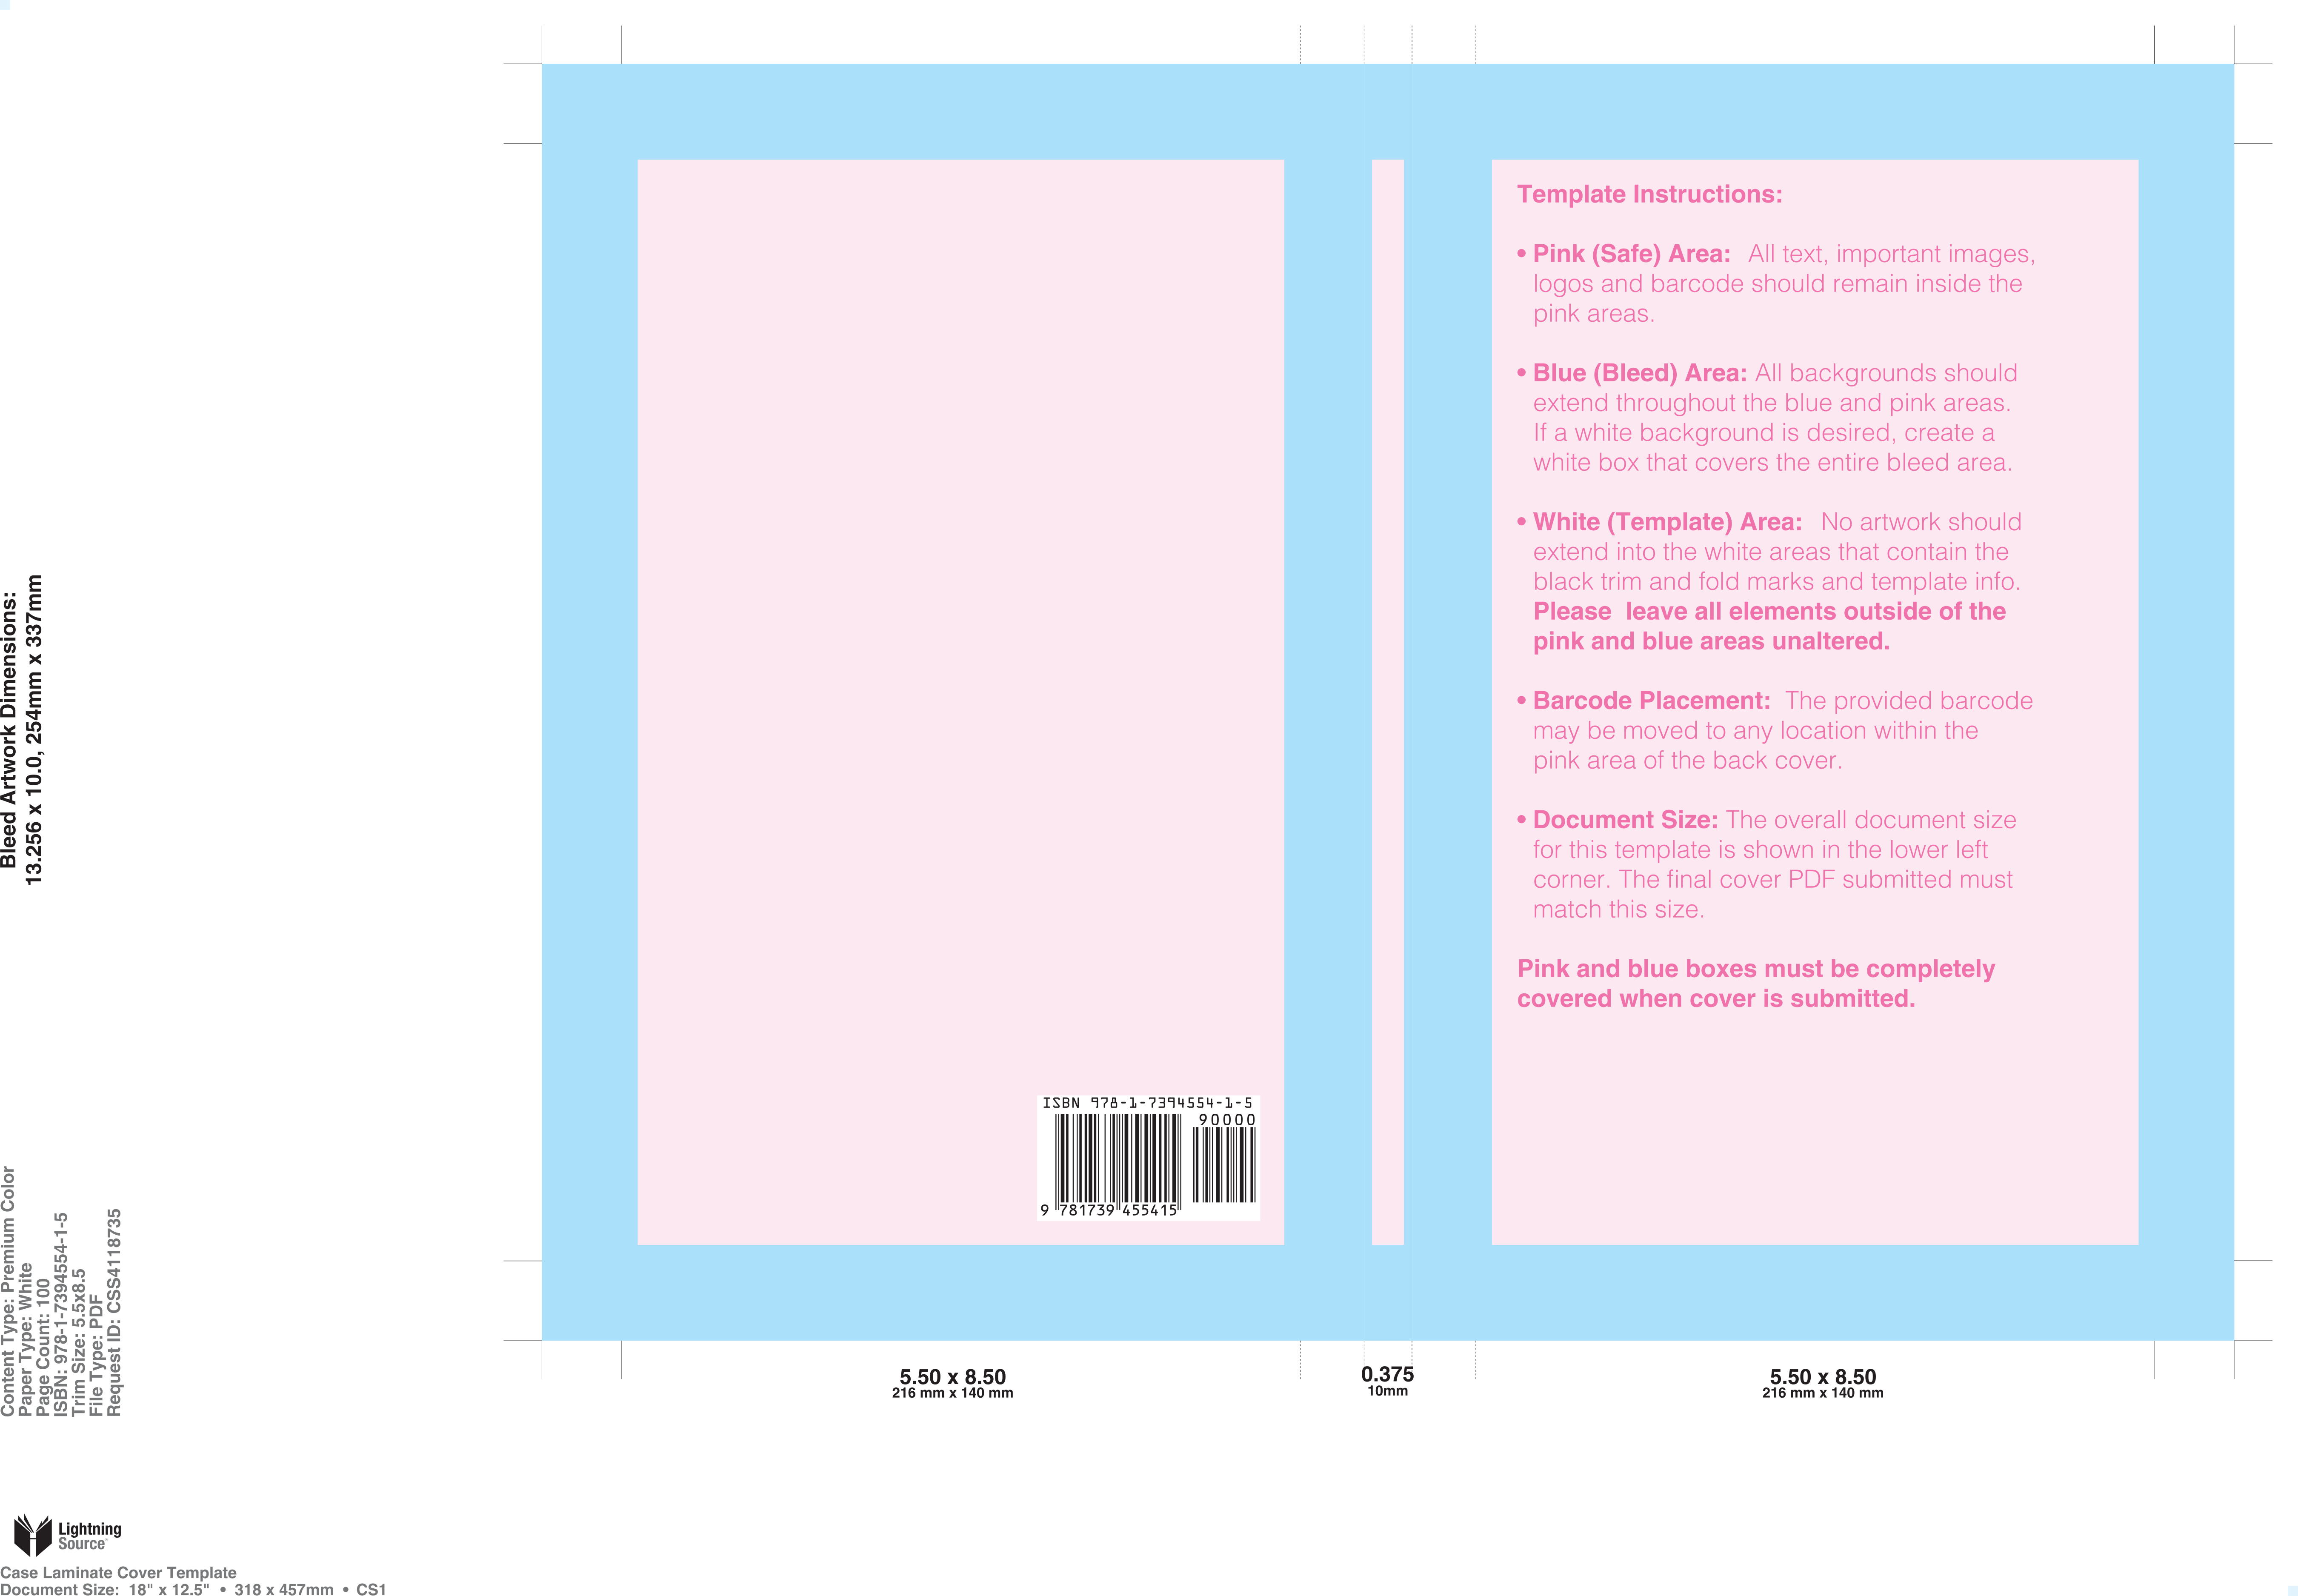 Template Instructions:
• Pink (Safe) Area: All text, important images,
logos and barcode should remain inside the
pink areas.
• Blue (Bleed) Area: All backgrounds should
extend throughout the blue and pink areas.
If a white background is desired, create a
white box that covers the entire bleed area.
• White (Template) Area: No artwork should
extend into the white areas that contain the
black trim and fold marks and template info.
Please leave all elements outside of the
pink and blue areas unaltered.
• Barcode Placement: The provided barcode
may be moved to any location within the
pink area of the back cover.
• Document Size: The overall document size
for this template is shown in the lower left
corner. The final cover PDF submitted must
match this size.
Pink and blue boxes must be completely
covered when cover is submitted.
Bleed Artwork Dimensions:
13.256 x 10.0, 254mm x 337mm
ISBN 978-1-7394554-1-5
90000
9 781739 455415
Content Type: Premium Color
Paper Type: White
Page Count: 100
ISBN: 978-1-7394554-1-5
Trim Size: 5.5x8.5
File Type: PDF
Request ID: CSS4118735
5.50 x 8.50
216 mm x 140 mm
0.375
10mm
5.50 x 8.50
216 mm x 140 mm
Lightning
Source
Case Laminate Cover Template
Document Size: 18" x 12.5" • 318 x 457mm • CS1